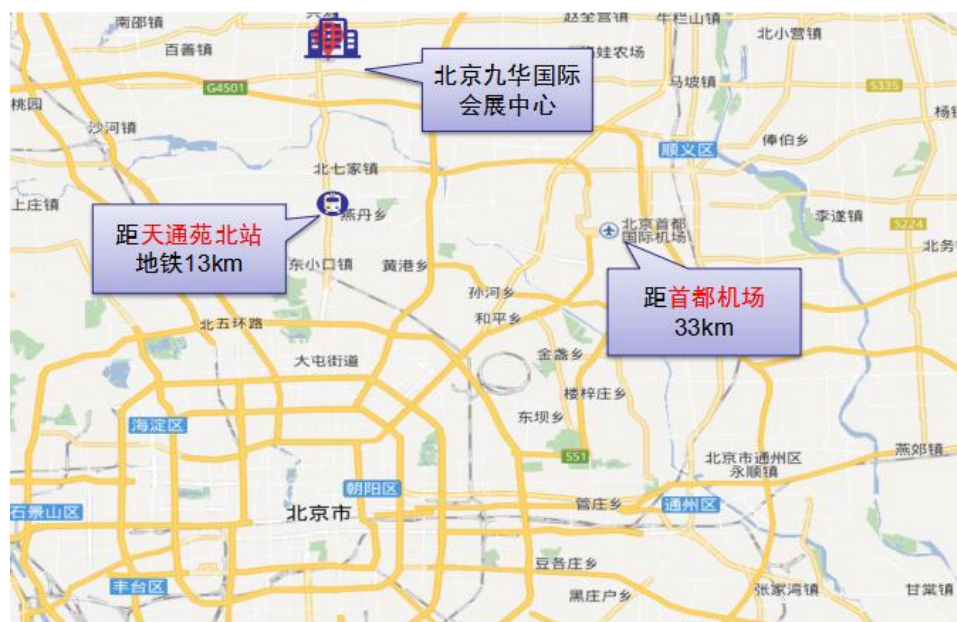 南邵镇
赵全营镇
牛栏山镇
北小营镇
百善镇
马坡镇
北京九华国际
会展中心
G4501
S335
桃园
沙河镇
俸伯乡
顺义区
北七家镇
上庄镇
燕丹乡
李遂镇
S224
北京首都
国际机场
北务
距天通苑北站
地铁13km
东小口镇
黄港乡
孙河乡
距首都机场
33km
北五环路
和平乡
大屯街道
金盏乡
楼梓庄乡
海淀区
东坝乡
S51
北京市通州区
永顺镇
燕郊镇
朝阳区
石景山区
北京市
管庄乡
通州区
豆各庄乡
丰台区
黑庄户乡
张家湾镇
甘棠镇